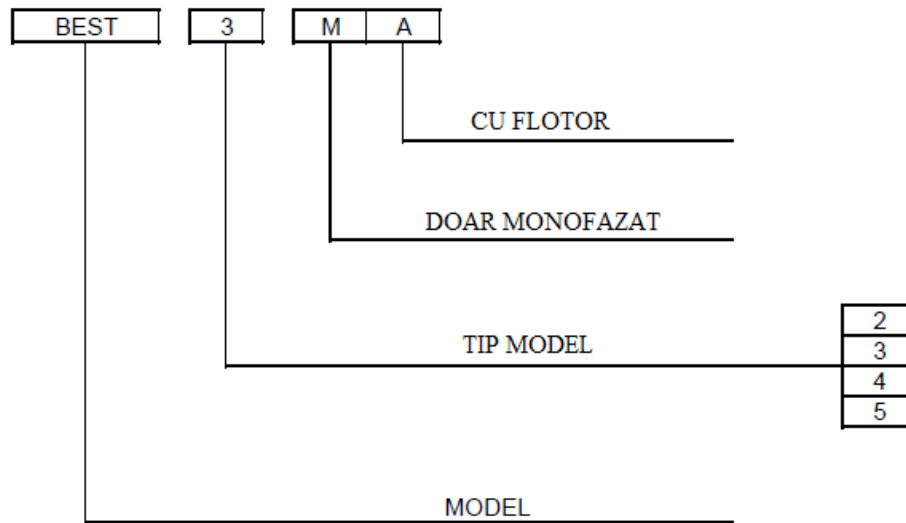 BEST 3 M A
CU FLOTOR
DOAR MONOFAZAT
2
TIP MODEL 3
4
5
MODEL